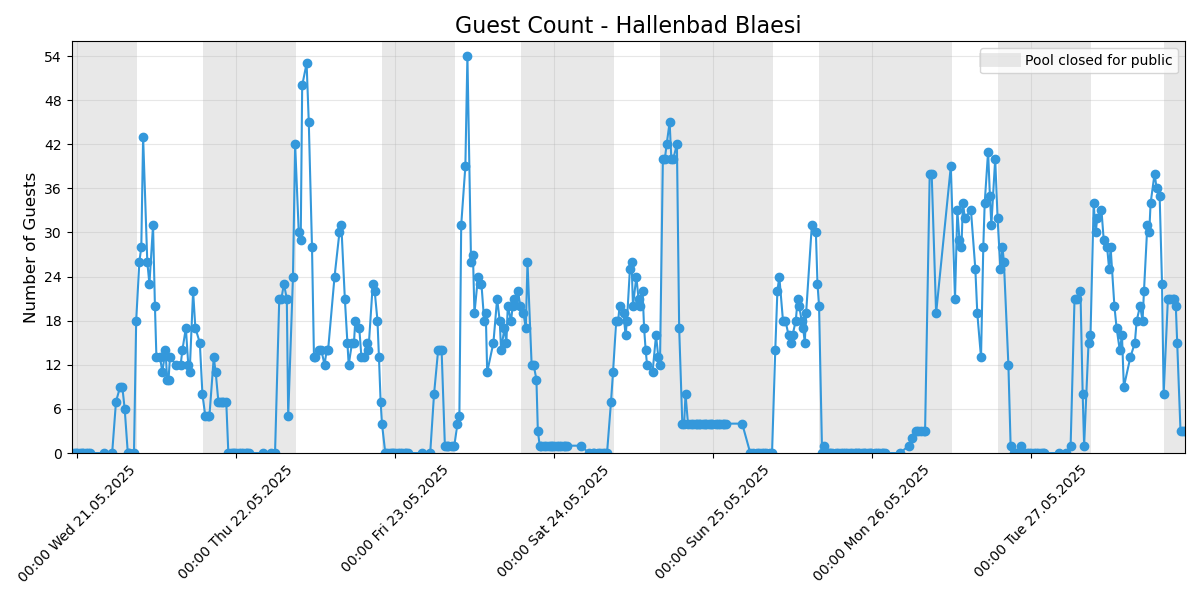 Guest Count - Hallenbad Blaesi
Pool closed for public
Number of Guests
54
48
42
36
30
24
18
12
6
0
00:00 Wed 21.05.2025
00:00 Thu 22.05.2025
00:00 Fri 23.05.2025
00:00 Sat 24.05.2025
00:00 Sun 25.05.2025
00:00 Mon 26.05.2025
00:00 Tue 27.05.2025